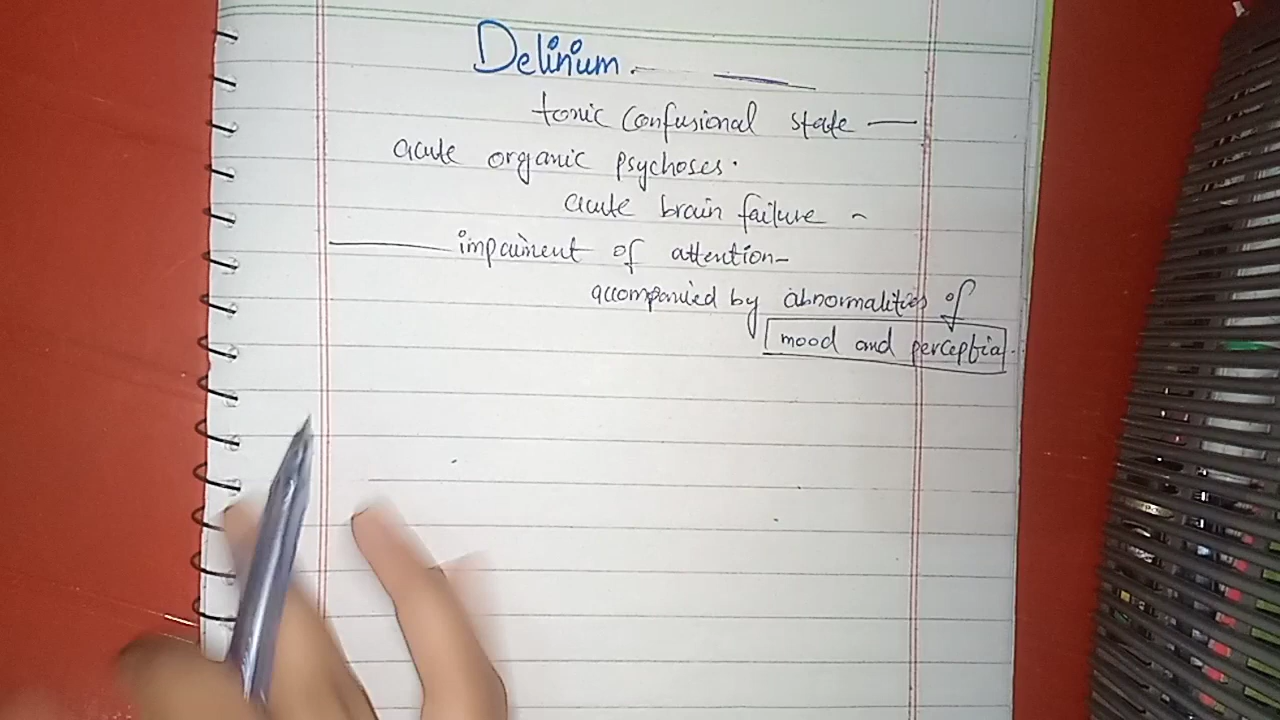 Delirium.
toxic confusional state —
acute organic psychoses.
acute brain failure -
impairment of attention-
accompanied by abnormalities of
mood and perceptio